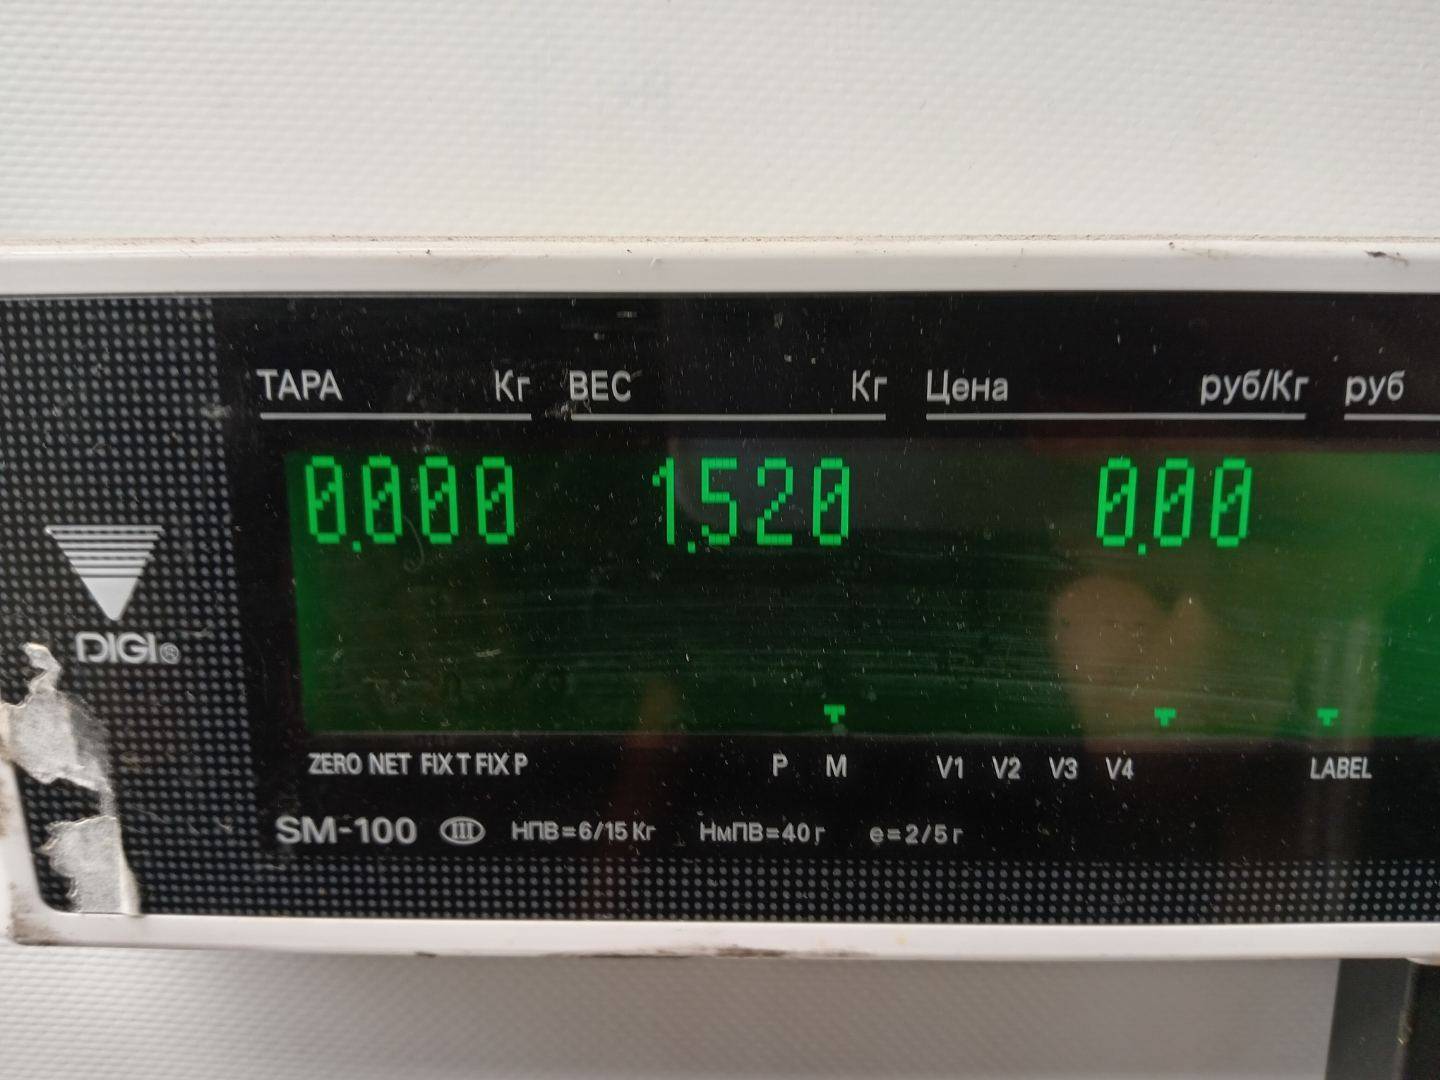 ТАРА Кг ВЕС Кг Цена руб/Кг руб
0.000 1.520 0.00
DIGI®
ZERO NET FIX T FIX P P M V1 V2 V3 V4 LABEL
SM-100 III НПВ=6/15 Кг НмПВ=40 г е=2/5 г